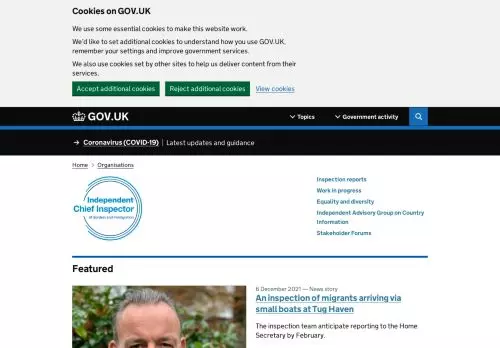 Cookies on GOV.UK
We use some essential cookies to make this website work.
We'd like to set additional cookies to understand how you use GOV.UK,
remember your settings and improve government services.
We also use cookies set by other sites to help us deliver content from their
services.
Accept additional cookies Reject additional cookies View cookies
GOV.UK Topics Government activity
→ Coronavirus (COVID-19) | Latest updates and guidance
Home > Organisations
Independent
Chief Inspector
of Borders and Immigration
Inspection reports
Work in progress
Equality and diversity
Independent Advisory Group on Country
Information
Stakeholder Forums
Featured
6 December 2021 — News story
An inspection of migrants arriving via
small boats at Tug Haven
The inspection team anticipate reporting to the Home
Secretary by February.